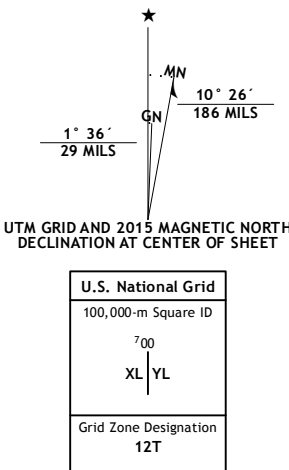 ★
MN
GN
10° 26´
186 MILS
1° 36´
29 MILS
UTM GRID AND 2015 MAGNETIC NORTH
DECLINATION AT CENTER OF SHEET
U.S. National Grid
100,000-m Square ID
⁷00
XL YL
Grid Zone Designation
12T